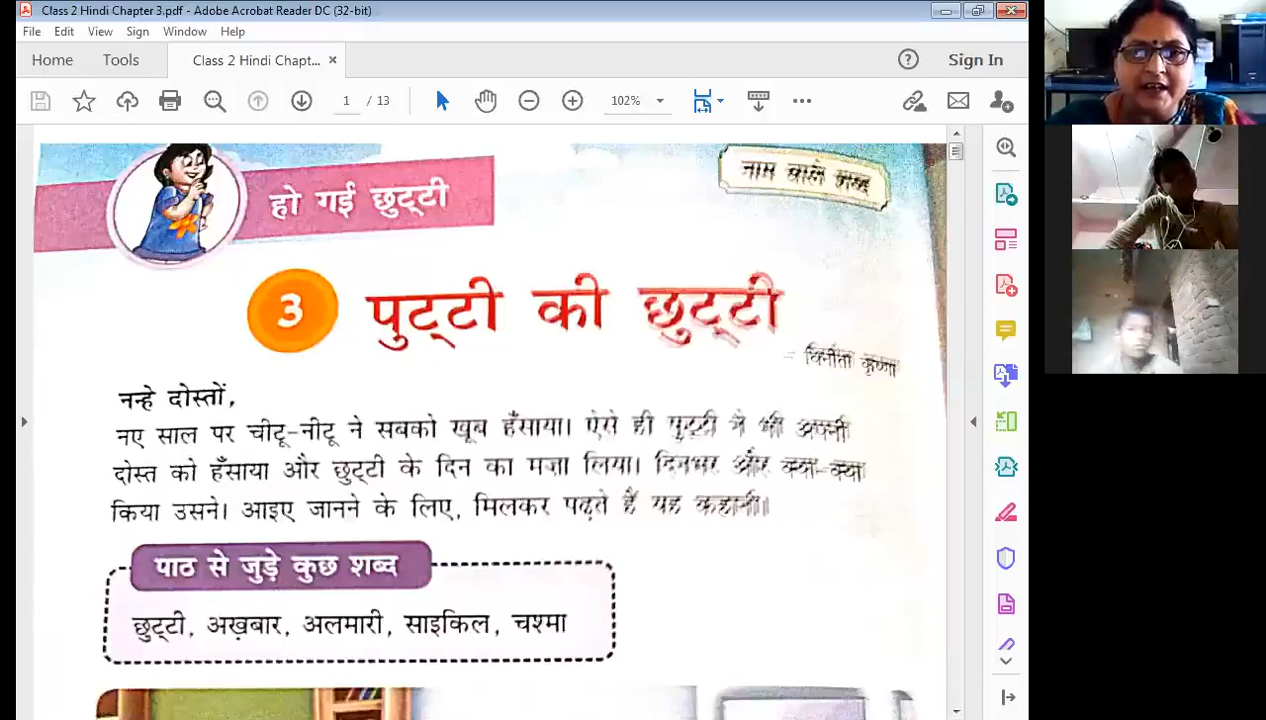 Class 2 Hindi Chapter 3.pdf - Adobe Acrobat Reader DC (32-bit)
File Edit View Sign Window Help
Home Tools Class 2 Hindi Chapt... × Sign In
1 / 13 102%
हो गई छुट्टी
नाम वाले शब्द
3 पुट्टी की छुट्टी
- विनीता कृष्णा
नन्हे दोस्तों,
नए साल पर चीटू-नीटू ने सबको खूब हँसाया। ऐसे ही पुट्टी ने भी अपनी
दोस्त को हँसाया और छुट्टी के दिन का मज़ा लिया। दिनभर और क्या-क्या
किया उसने। आइए जानने के लिए, मिलकर पढ़ते हैं यह कहानी।
पाठ से जुड़े कुछ शब्द
छुट्टी, अख़बार, अलमारी, साइकिल, चश्मा